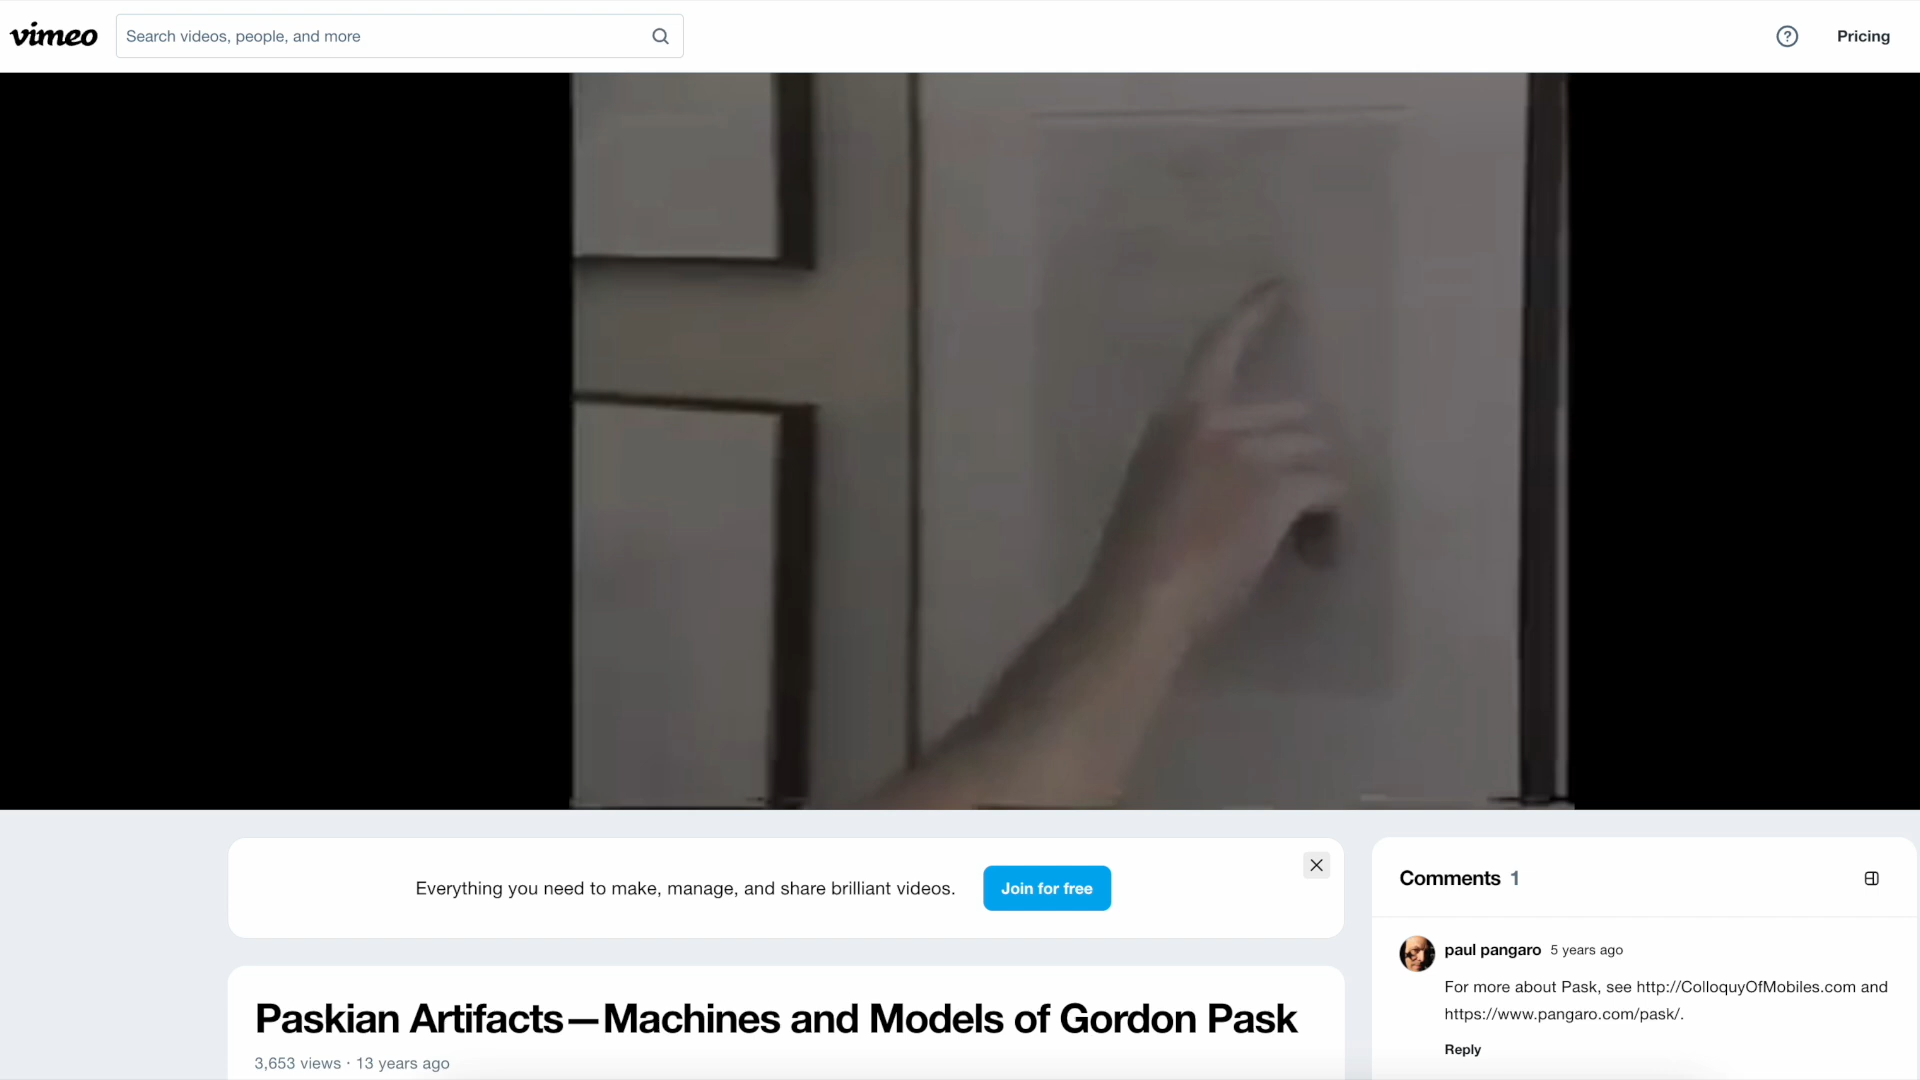 vimeo
Search videos, people, and more
Pricing
Everything you need to make, manage, and share brilliant videos.
Join for free
Paskian Artifacts—Machines and Models of Gordon Pask
3,653 views · 13 years ago
Comments 1
paul pangaro 5 years ago
For more about Pask, see http://ColloquyOfMobiles.com and
https://www.pangaro.com/pask/.
Reply